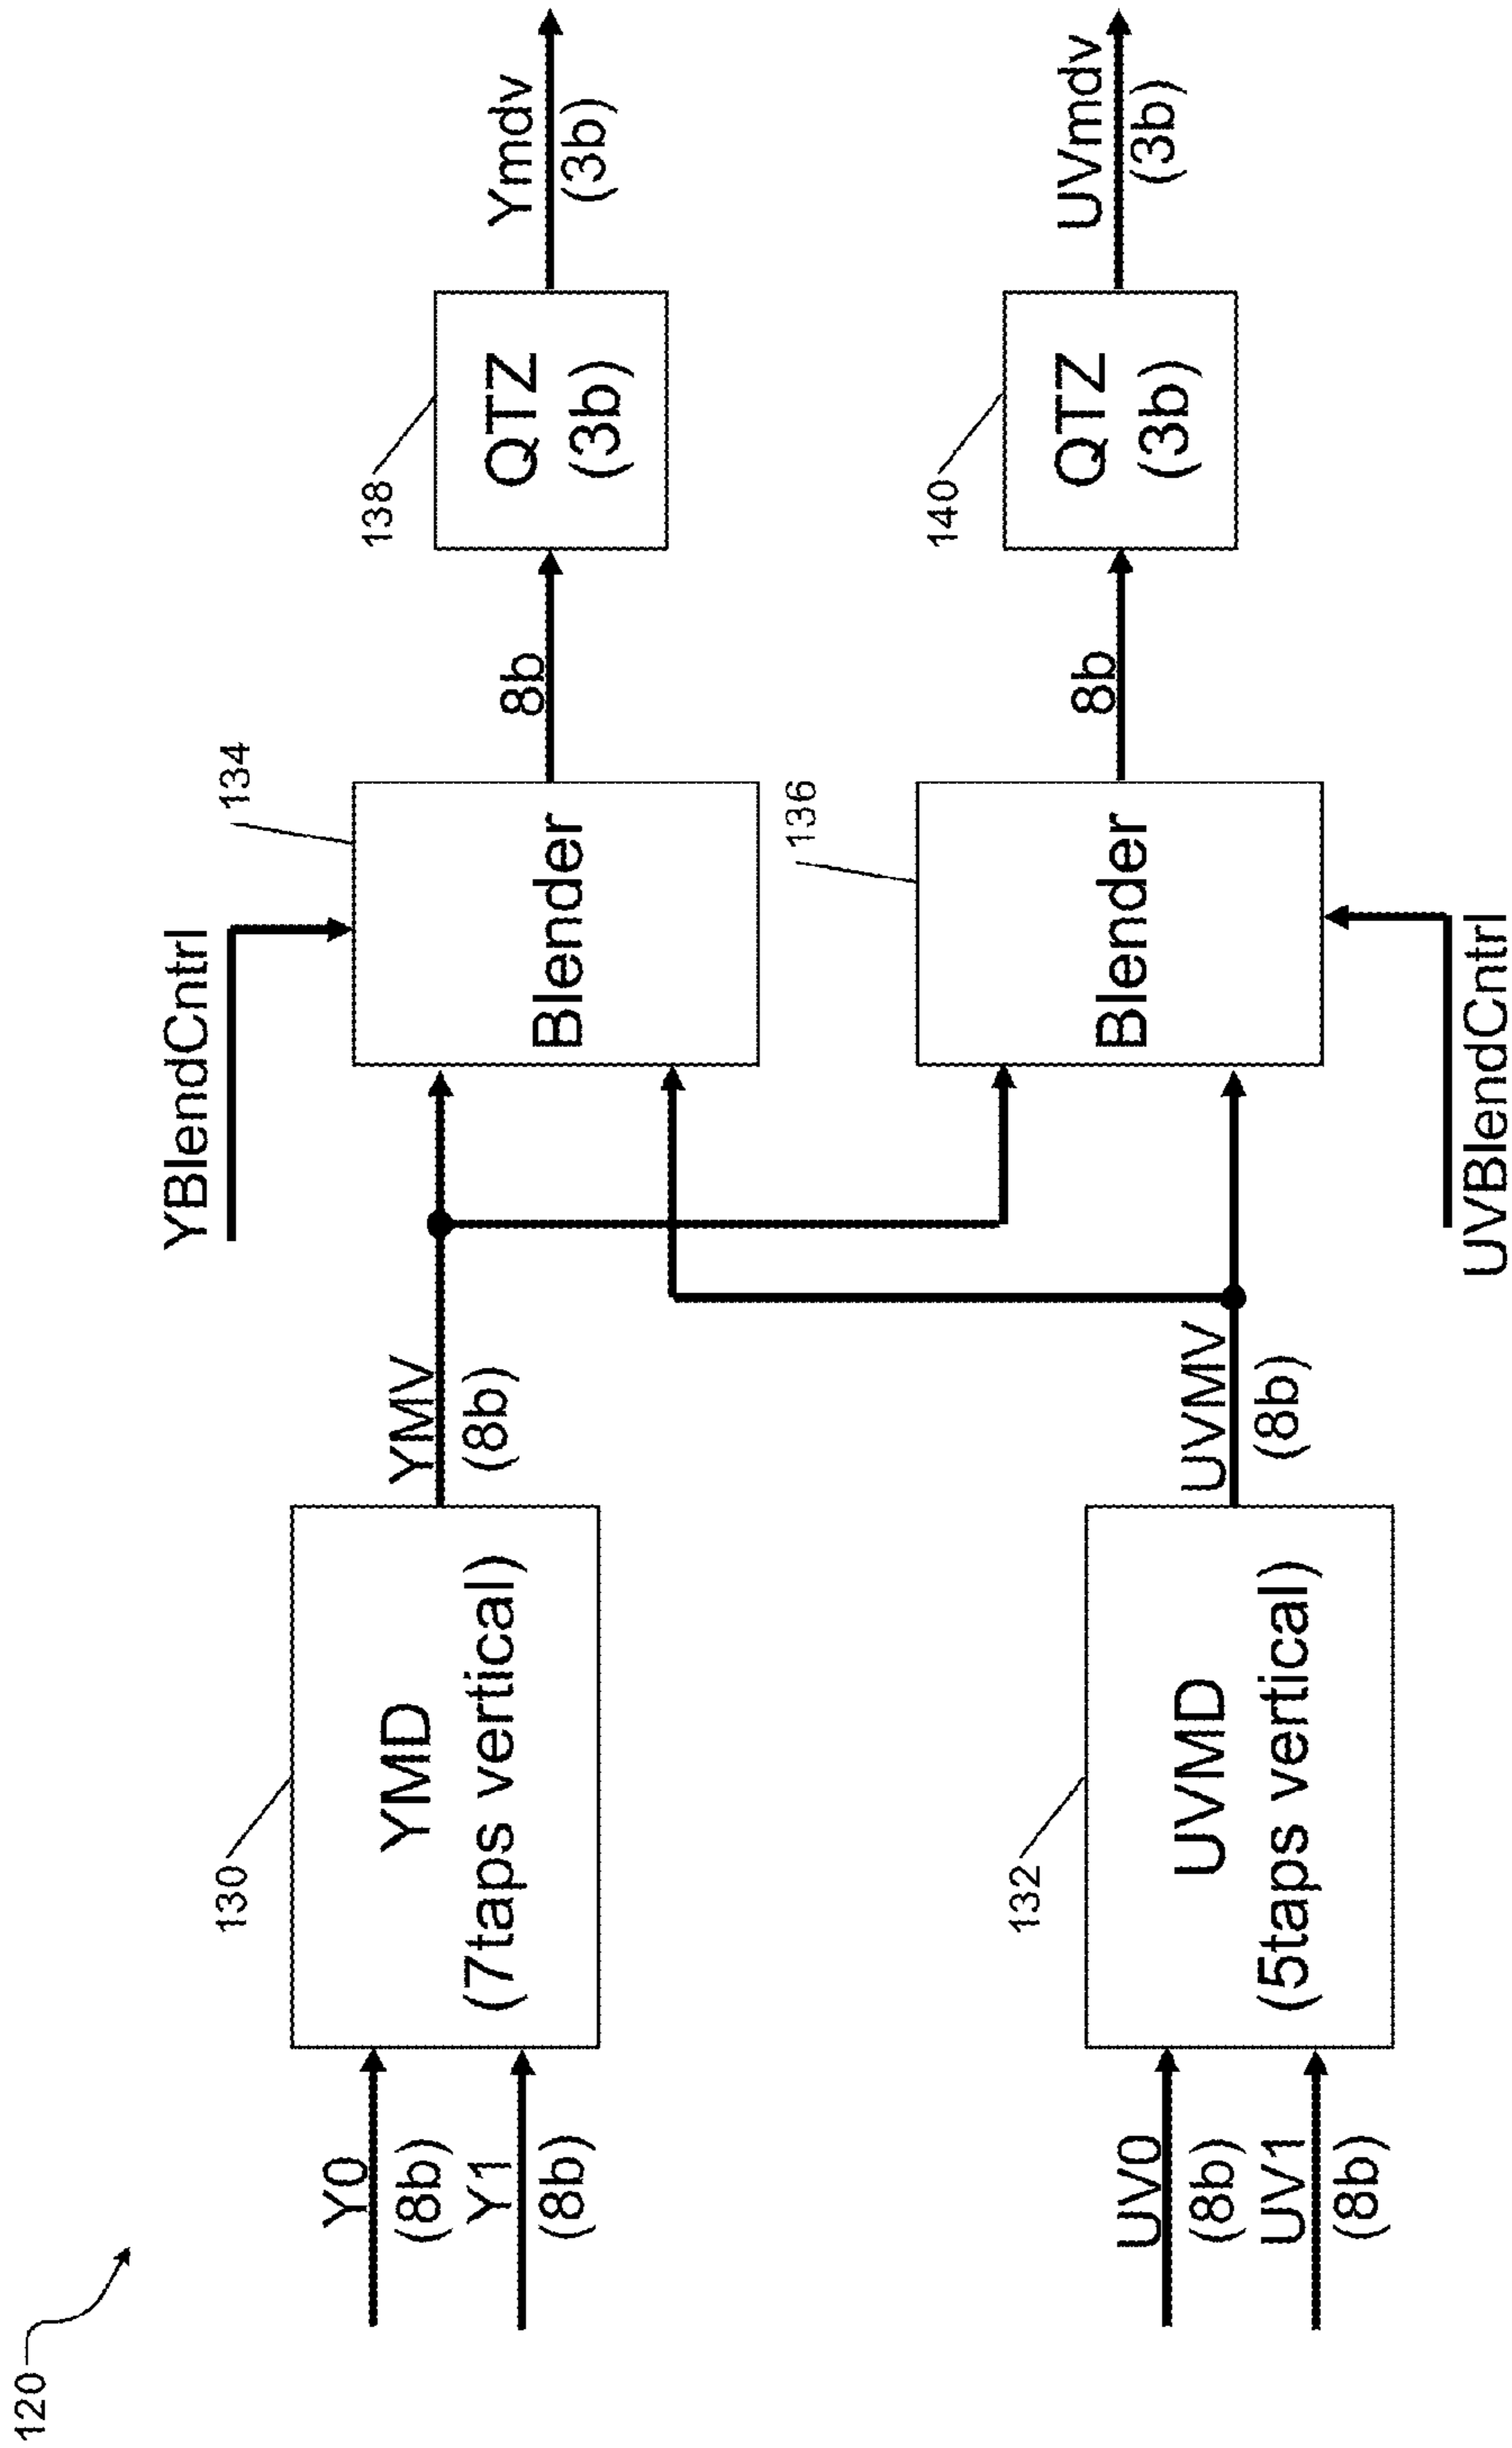 120
Y0
(8b)
Y1
(8b)
130
YMD
(7taps vertical)
YMV
(8b)
YBlendCntrl
134
Blender
8b
138
QTZ
(3b)
Ymdv
(3b)
UV0
(8b)
UV1
(8b)
132
UVMD
(5taps vertical)
UVMV
(8b)
136
Blender
UVBlendCntrl
8b
140
QTZ
(3b)
UVmdv
(3b)